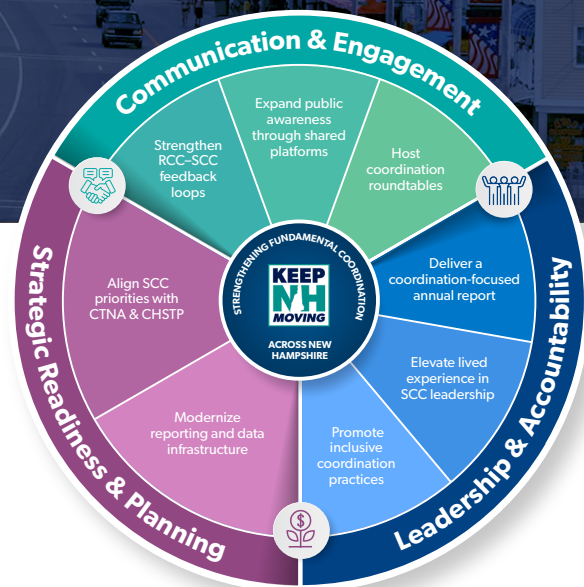 Communication & Engagement
Strengthen
RCC–SCC
feedback
loops
Expand public
awareness
through shared
platforms
Host
coordination
roundtables
Leadership & Accountability
Deliver a
coordination-focused
annual report
Elevate lived
experience in
SCC leadership
Promote
inclusive
coordination
practices
Strategic Readiness & Planning
Align SCC
priorities with
CTNA & CHSTP
Modernize
reporting and data
infrastructure
STRENGTHENING FUNDAMENTAL COORDINATION
KEEP
NH
MOVING
ACROSS NEW
HAMPSHIRE
$